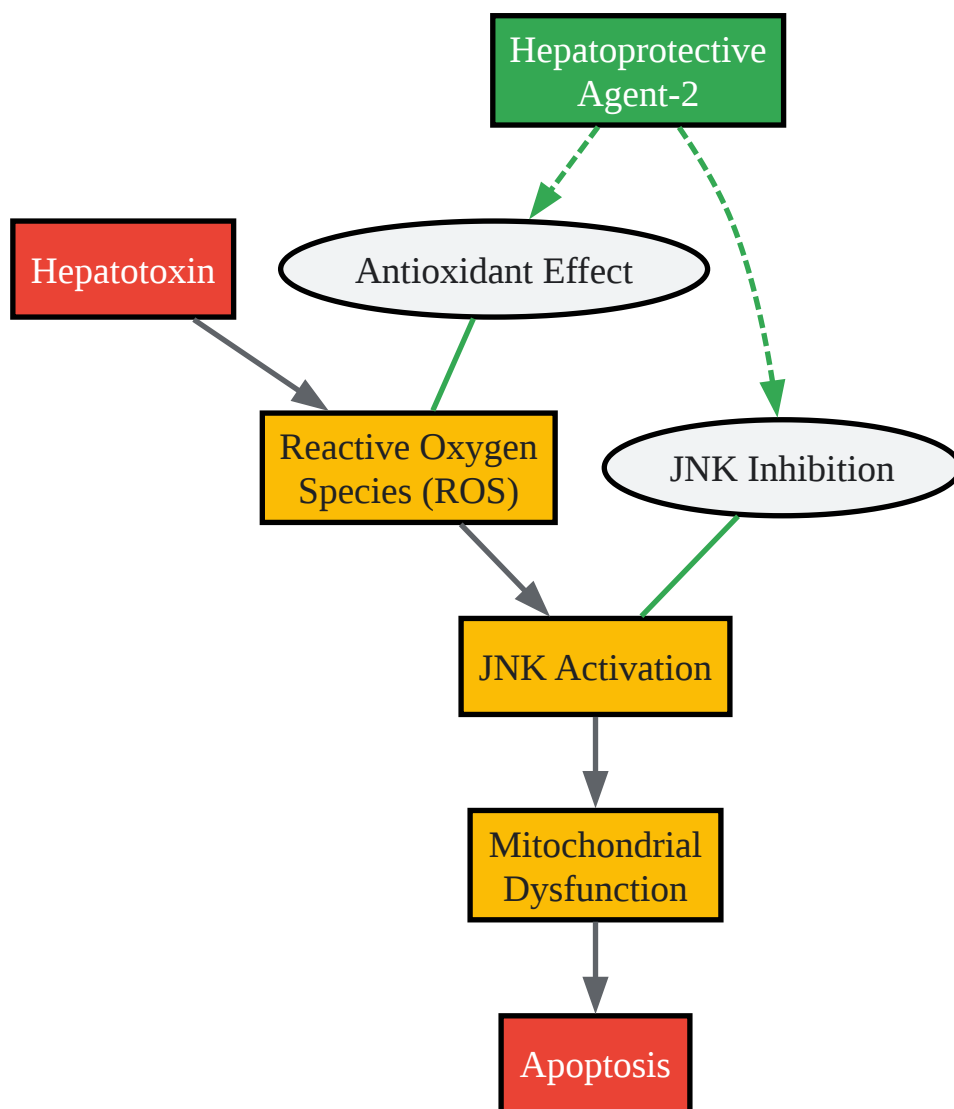 Hepatoprotective
Agent-2
Hepatotoxin
Antioxidant Effect
Reactive Oxygen
Species (ROS)
JNK Inhibition
JNK Activation
Mitochondrial
Dysfunction
Apoptosis